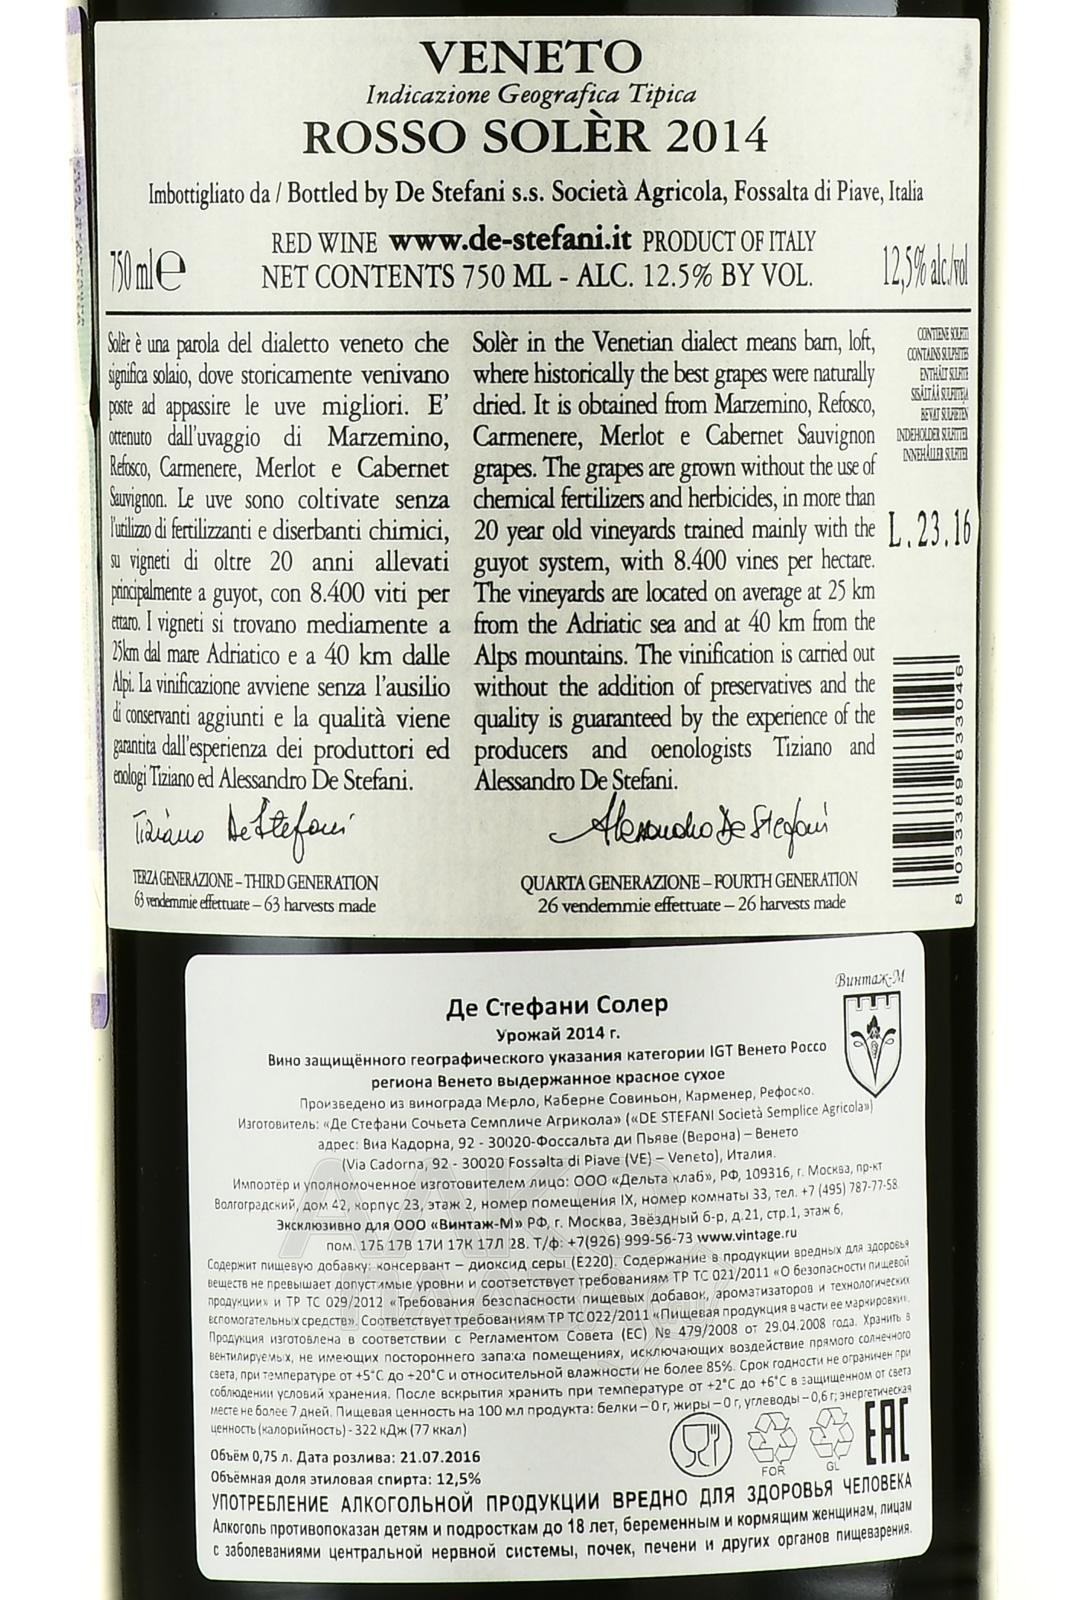 VENETO
Indicazione Geografica Tipica
ROSSO SOLÈR 2014
Imbottigliato da / Bottled by De Stefani s.s. Società Agricola, Fossalta di Piave, Italia
RED WINE www.de-stefani.it PRODUCT OF ITALY
750 ml e
NET CONTENTS 750 ML - ALC. 12.5% BY VOL.
12,5% alc./vol
Solèr è una parola del dialetto veneto che
significa solaio, dove storicamente venivano
poste ad appassire le uve migliori. E'
ottenuto dall'uvaggio di Marzemino,
Refosco, Carmenere, Merlot e Cabernet
Sauvignon. Le uve sono coltivate senza
l'utilizzo di fertilizzanti e diserbanti chimici,
su vigneti di oltre 20 anni allevati
principalmente a guyot, con 8.400 viti per
ettaro. I vigneti si trovano mediamente a
25km dal mare Adriatico e a 40 km dalle
Alpi. La vinificazione avviene senza l'ausilio
di conservanti aggiunti e la qualità viene
garantita dall'esperienza dei produttori ed
enologi Tiziano ed Alessandro De Stefani.
Tiziano De Stefani
TERZA GENERAZIONE – THIRD GENERATION
63 vendemmie effettuate – 63 harvests made
Solèr in the Venetian dialect means barn, loft,
where historically the best grapes were naturally
dried. It is obtained from Marzemino, Refosco,
Carmenere, Merlot e Cabernet Sauvignon
grapes. The grapes are grown without the use of
chemical fertilizers and herbicides, in more than
20 year old vineyards trained mainly with the
guyot system, with 8.400 vines per hectare.
The vineyards are located on average at 25 km
from the Adriatic sea and at 40 km from the
Alps mountains. The vinification is carried out
without the addition of preservatives and the
quality is guaranteed by the experience of the
producers and oenologists Tiziano and
Alessandro De Stefani.
Alessandro De Stefani
QUARTA GENERAZIONE – FOURTH GENERATION
26 vendemmie effettuate – 26 harvests made
CONTIENE SOLFITI
CONTAINS SULPHITES
ENTHÄLT SULFITE
SISÄLTÄÄ SULFIITTEJA
BEVAT SULFIETEN
INDEHOLDER SULFITTER
INNEHÅLLER SULFITER
L.23.16
8 033389 833046
Винтаж-М
Де Стефани Солер
Урожай 2014 г.
Вино защищённого географического указания категории IGT Венето Россо
региона Венето выдержанное красное сухое
Произведено из винограда Мерло, Каберне Совиньон, Карменер, Рефоско.
Изготовитель: «Де Стефани Сочьета Семпличе Агрикола» («DE STEFANI Società Semplice Agricola»)
адрес: Виа Кадорна, 92 - 30020-Фоссальта ди Пьяве (Верона) – Венето
(Via Cadorna, 92 - 30020 Fossalta di Piave (VE) – Veneto), Италия.
Импортёр и уполномоченное изготовителем лицо: ООО «Дельта клаб», РФ, 109316, г. Москва, пр-кт
Волгоградский, дом 42, корпус 23, этаж 2, номер помещения IX, номер комнаты 33, тел. +7 (495) 787-77-58.
Эксклюзивно для ООО «Винтаж-М» РФ, г. Москва, Звёздный б-р, д.21, стр.1, этаж 6,
пом. 17Б 17В 17И 17К 17Л 28. Т/ф: +7(926) 999-56-73 www.vintage.ru
Содержит пищевую добавку: консервант – диоксид серы (Е220). Содержание в продукции вредных для здоровья
веществ не превышает допустимые уровни и соответствует требованиям ТР ТС 021/2011 «О безопасности пищевой
продукции» и ТР ТС 029/2012 «Требования безопасности пищевых добавок, ароматизаторов и технологических
вспомогательных средств». Соответствует требованиям ТР ТС 022/2011 «Пищевая продукция в части ее маркировки».
Продукция изготовлена в соответствии с Регламентом Совета (ЕС) № 479/2008 от 29.04.2008 года. Хранить в
вентилируемых, не имеющих постороннего запаха помещениях, исключающих воздействие прямого солнечного
света, при температуре от +5°С до +20°С и относительной влажности не более 85%. Срок годности не ограничен при
соблюдении условий хранения. После вскрытия хранить при температуре от +2°С до +6°С в защищенном от света
месте не более 7 дней. Пищевая ценность на 100 мл продукта: белки – 0 г, жиры – 0 г, углеводы – 0,6 г; энергетическая
ценность (калорийность) - 322 кДж (77 ккал)
FOR
GL
EAC
Объём 0,75 л. Дата розлива: 21.07.2016
Объёмная доля этиловая спирта: 12,5%
УПОТРЕБЛЕНИЕ АЛКОГОЛЬНОЙ ПРОДУКЦИИ ВРЕДНО ДЛЯ ЗДОРОВЬЯ ЧЕЛОВЕКА
Алкоголь противопоказан детям и подросткам до 18 лет, беременным и кормящим женщинам, лицам
с заболеваниями центральной нервной системы, почек, печени и других органов пищеварения.